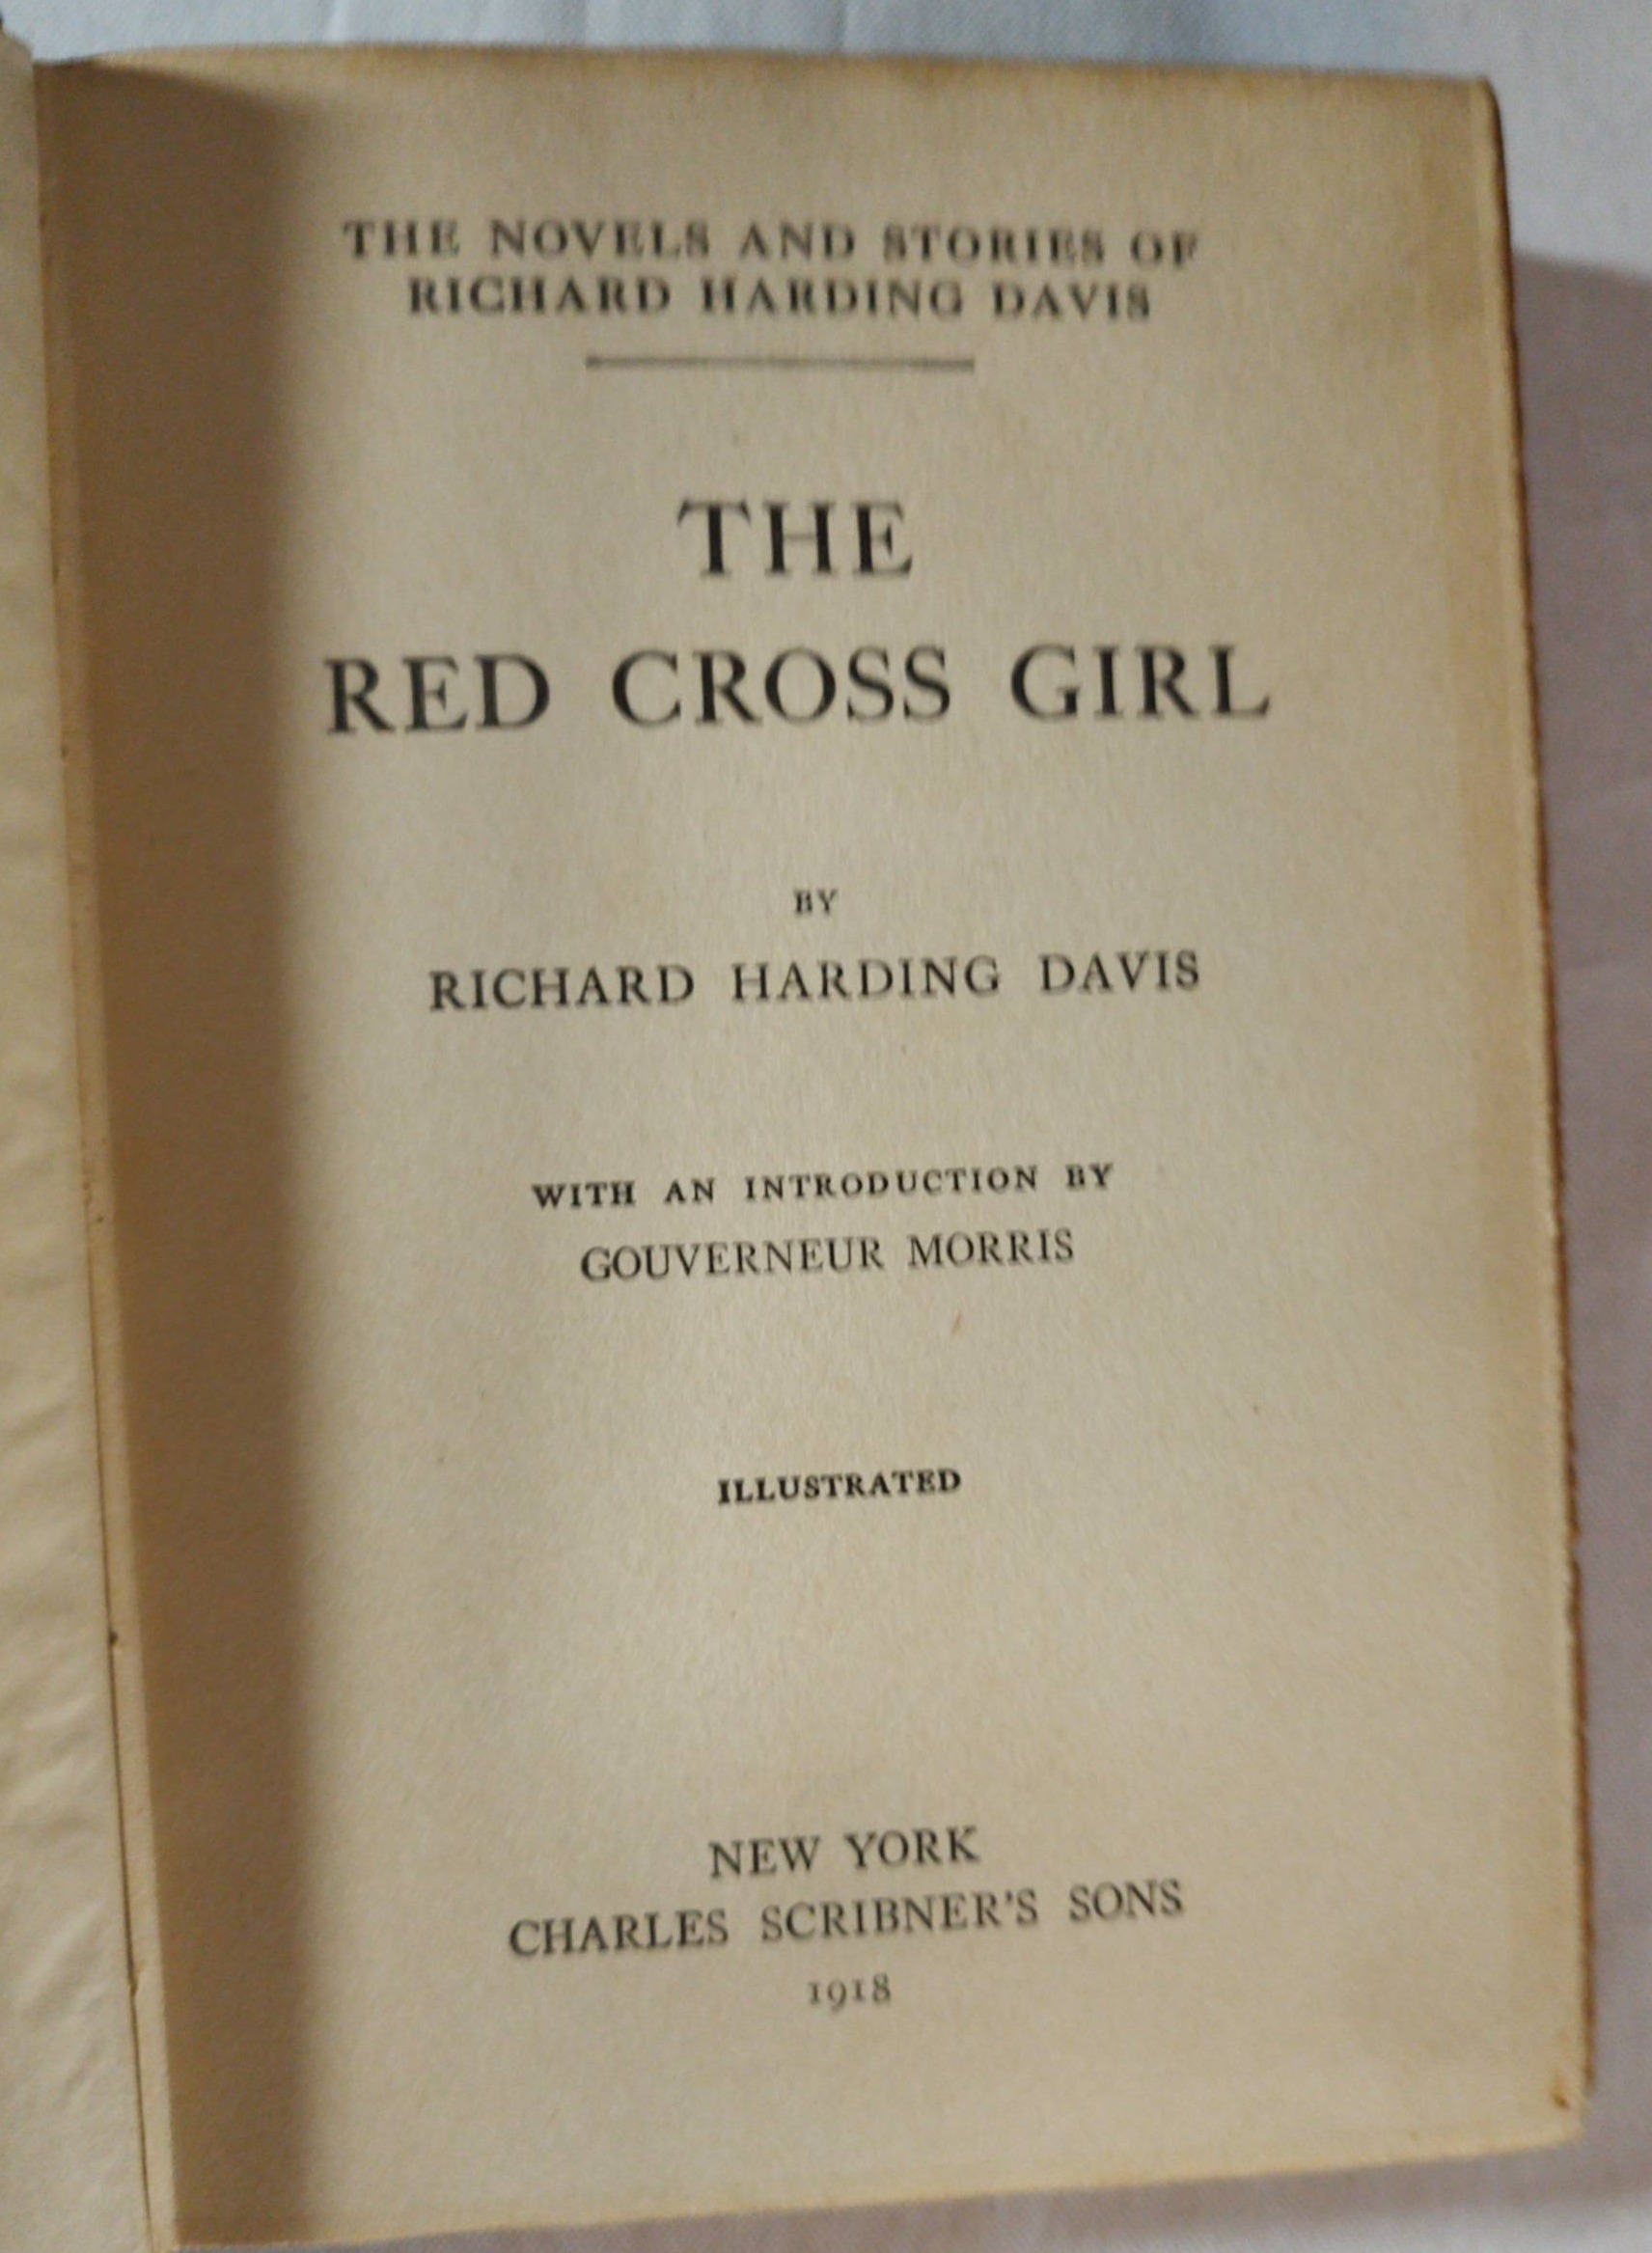 THE NOVELS AND STORIES OF
RICHARD HARDING DAVIS
THE
RED CROSS GIRL
BY
RICHARD HARDING DAVIS
WITH AN INTRODUCTION BY
GOUVERNEUR MORRIS
ILLUSTRATED
NEW YORK
CHARLES SCRIBNER'S SONS
1918